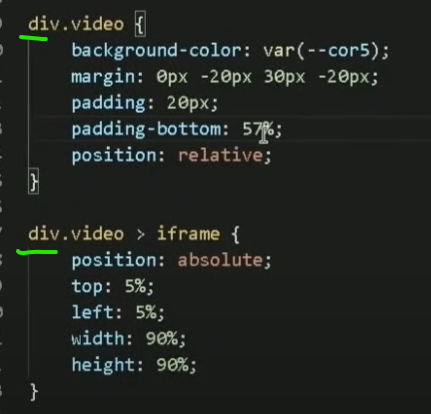 div.video {
background-color: var(--cor5);
margin: 0px -20px 30px -20px;
padding: 20px;
padding-bottom: 57%;
position: relative;
}
div.video > iframe {
position: absolute;
top: 5%;
left: 5%;
width: 90%;
height: 90%;
}